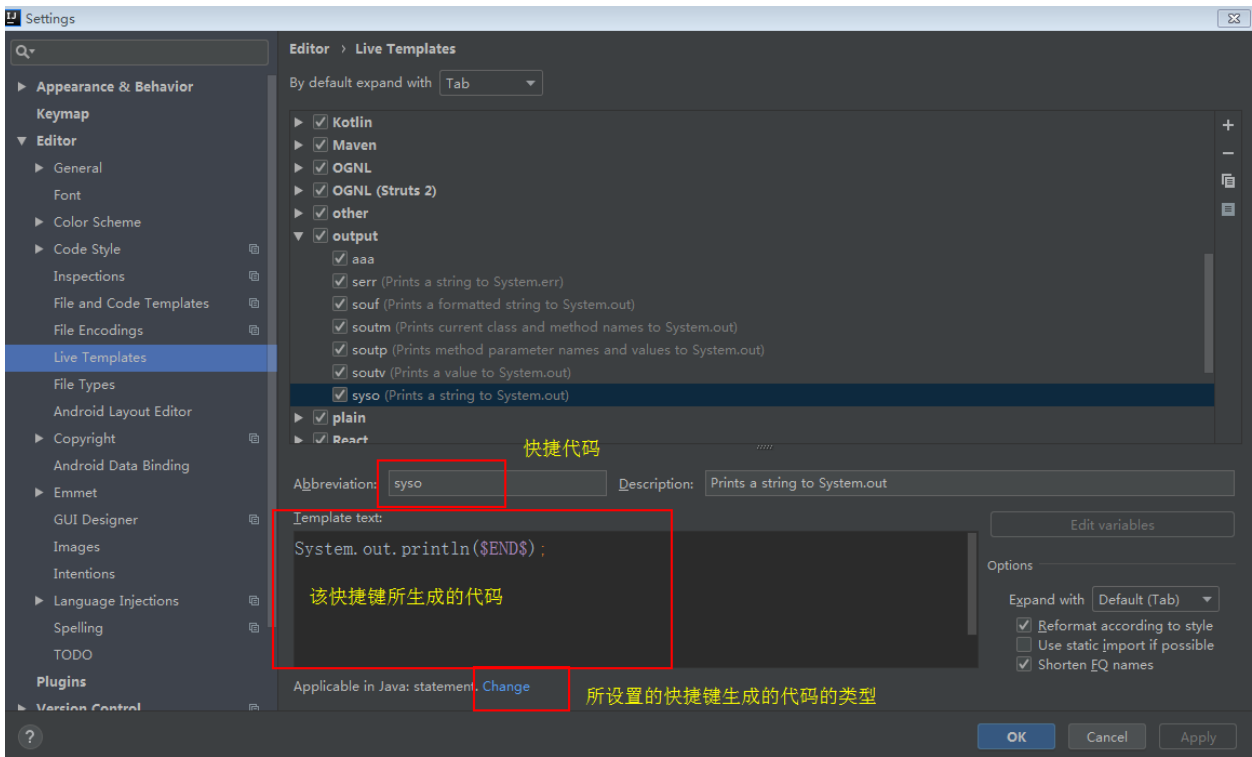 Settings
Editor › Live Templates
By default expand with Tab
Appearance & Behavior
Keymap
Editor
General
Font
Color Scheme
Code Style
Inspections
File and Code Templates
File Encodings
Live Templates
File Types
Android Layout Editor
Copyright
Android Data Binding
Emmet
GUI Designer
Images
Intentions
Language Injections
Spelling
TODO
Plugins
Version Control
Kotlin
Maven
OGNL
OGNL (Struts 2)
other
output
aaa
serr (Prints a string to System.err)
souf (Prints a formatted string to System.out)
soutm (Prints current class and method names to System.out)
soutp (Prints method parameter names and values to System.out)
soutv (Prints a value to System.out)
syso (Prints a string to System.out)
plain
React
快捷代码
Abbreviation: syso Description: Prints a string to System.out
Template text:
System.out.println($END$);
该快捷键所生成的代码
Edit variables
Options
Expand with Default (Tab)
Reformat according to style
Use static import if possible
Shorten FQ names
Applicable in Java: statement. Change
所设置的快捷键生成的代码的类型
?
OK Cancel Apply